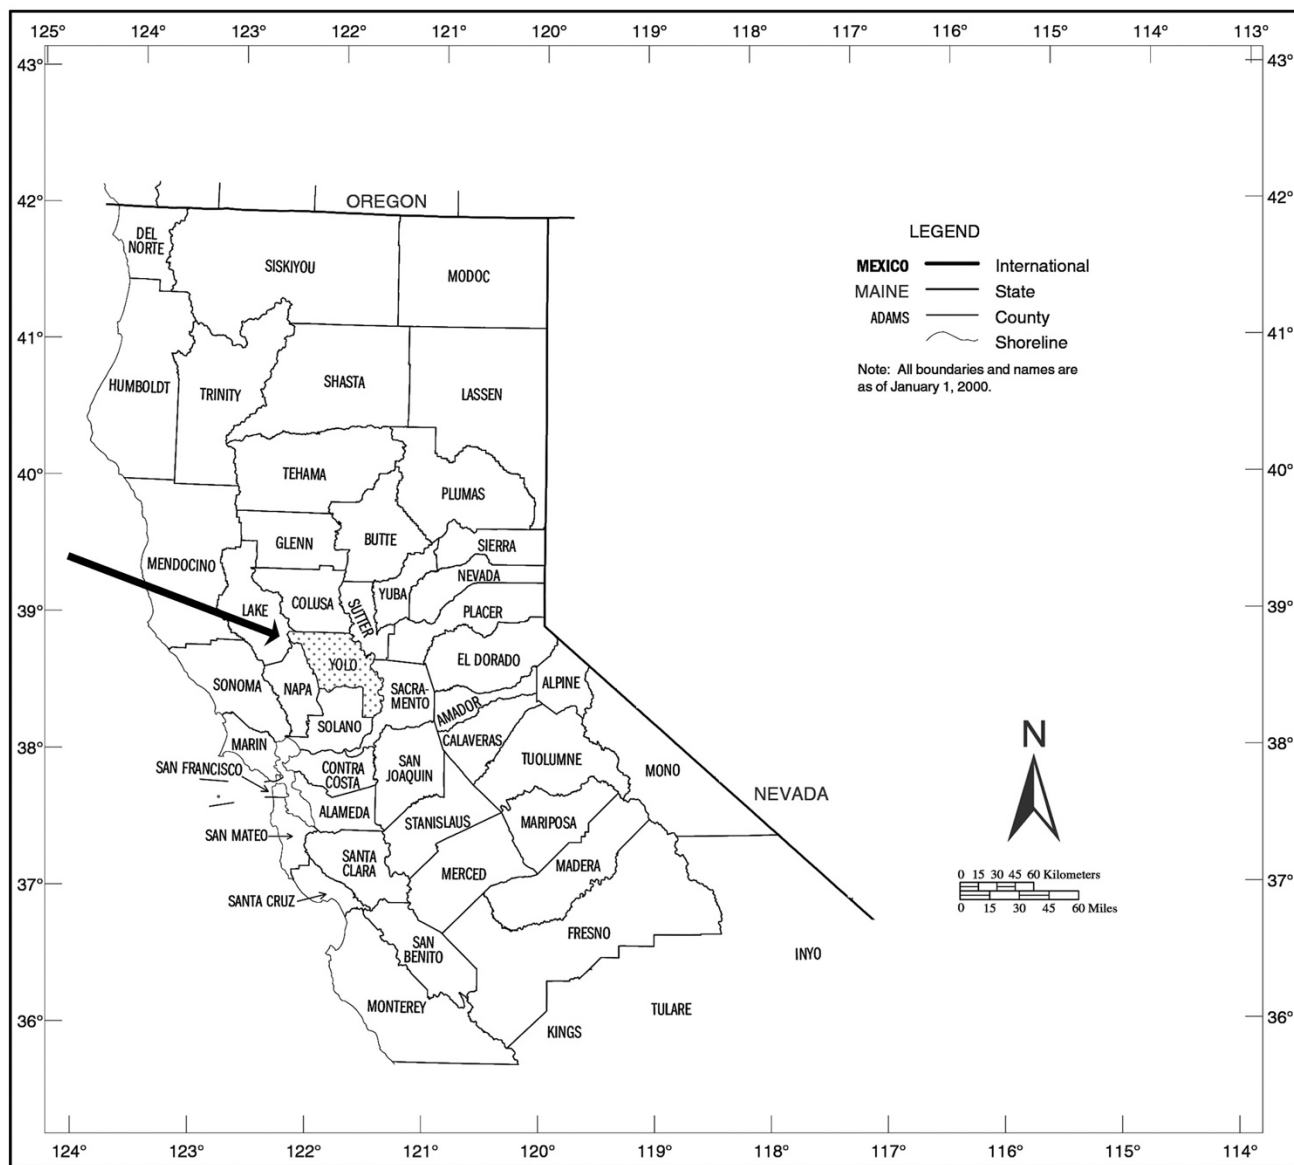 125° 124° 123° 122° 121° 120° 119° 118° 117° 116° 115° 114° 113°
43° 43°
42° OREGON 42°
DEL
NORTE
SISKIYOU
MODOC
LEGEND
MEXICO International
MAINE State
ADAMS County
Shoreline
Note: All boundaries and names are
as of January 1, 2000.
41° 41°
HUMBOLDT
TRINITY
SHASTA
LASSEN
40° 40°
TEHAMA
PLUMAS
GLENN
BUTTE
SIERRA
MENDOCINO
NEVADA
YUBA
39° 39°
LAKE
COLUSA
SUTTER
PLACER
YOLO
EL DORADO
SONOMA
NAPA
SACRA-
MENTO
ALPINE
AMADOR
SOLANO
38° 38°
MARIN
CALAVERAS
N
SAN FRANCISCO
CONTRA
COSTA
SAN
JOAQUIN
TUOLUMNE
MONO
NEVADA
ALAMEDA
STANISLAUS
MARIPOSA
SAN MATEO
SANTA
CLARA
MERCED
MADERA
37° 37°
0 15 30 45 60 Kilometers
0 15 30 45 60 Miles
SANTA CRUZ
FRESNO
SAN
BENITO
INYO
MONTEREY
TULARE
36° 36°
KINGS
124° 123° 122° 121° 120° 119° 118° 117° 116° 115° 114°